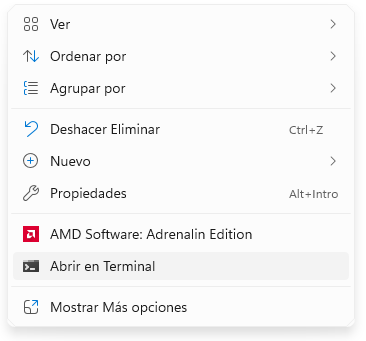 Ver
Ordenar por
Agrupar por
Deshacer Eliminar Ctrl+Z
Nuevo
Propiedades Alt+Intro
AMD Software: Adrenalin Edition
Abrir en Terminal
Mostrar Más opciones